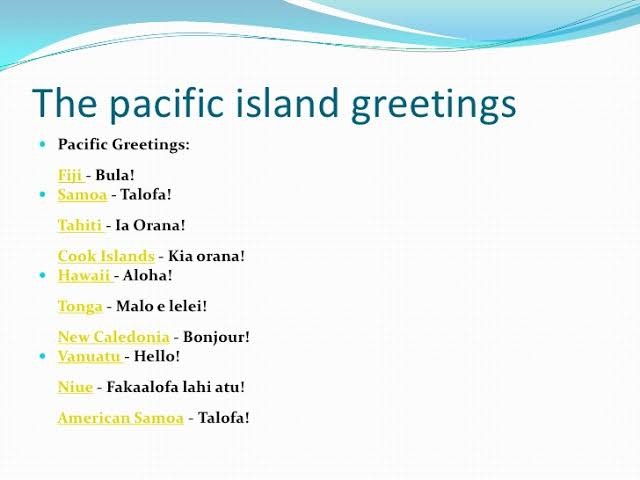 The pacific island greetings
• Pacific Greetings:
Fiji - Bula!
• Samoa - Talofa!
Tahiti - Ia Orana!
Cook Islands - Kia orana!
• Hawaii - Aloha!
Tonga - Malo e lelei!
New Caledonia - Bonjour!
• Vanuatu - Hello!
Niue - Fakaalofa lahi atu!
American Samoa - Talofa!